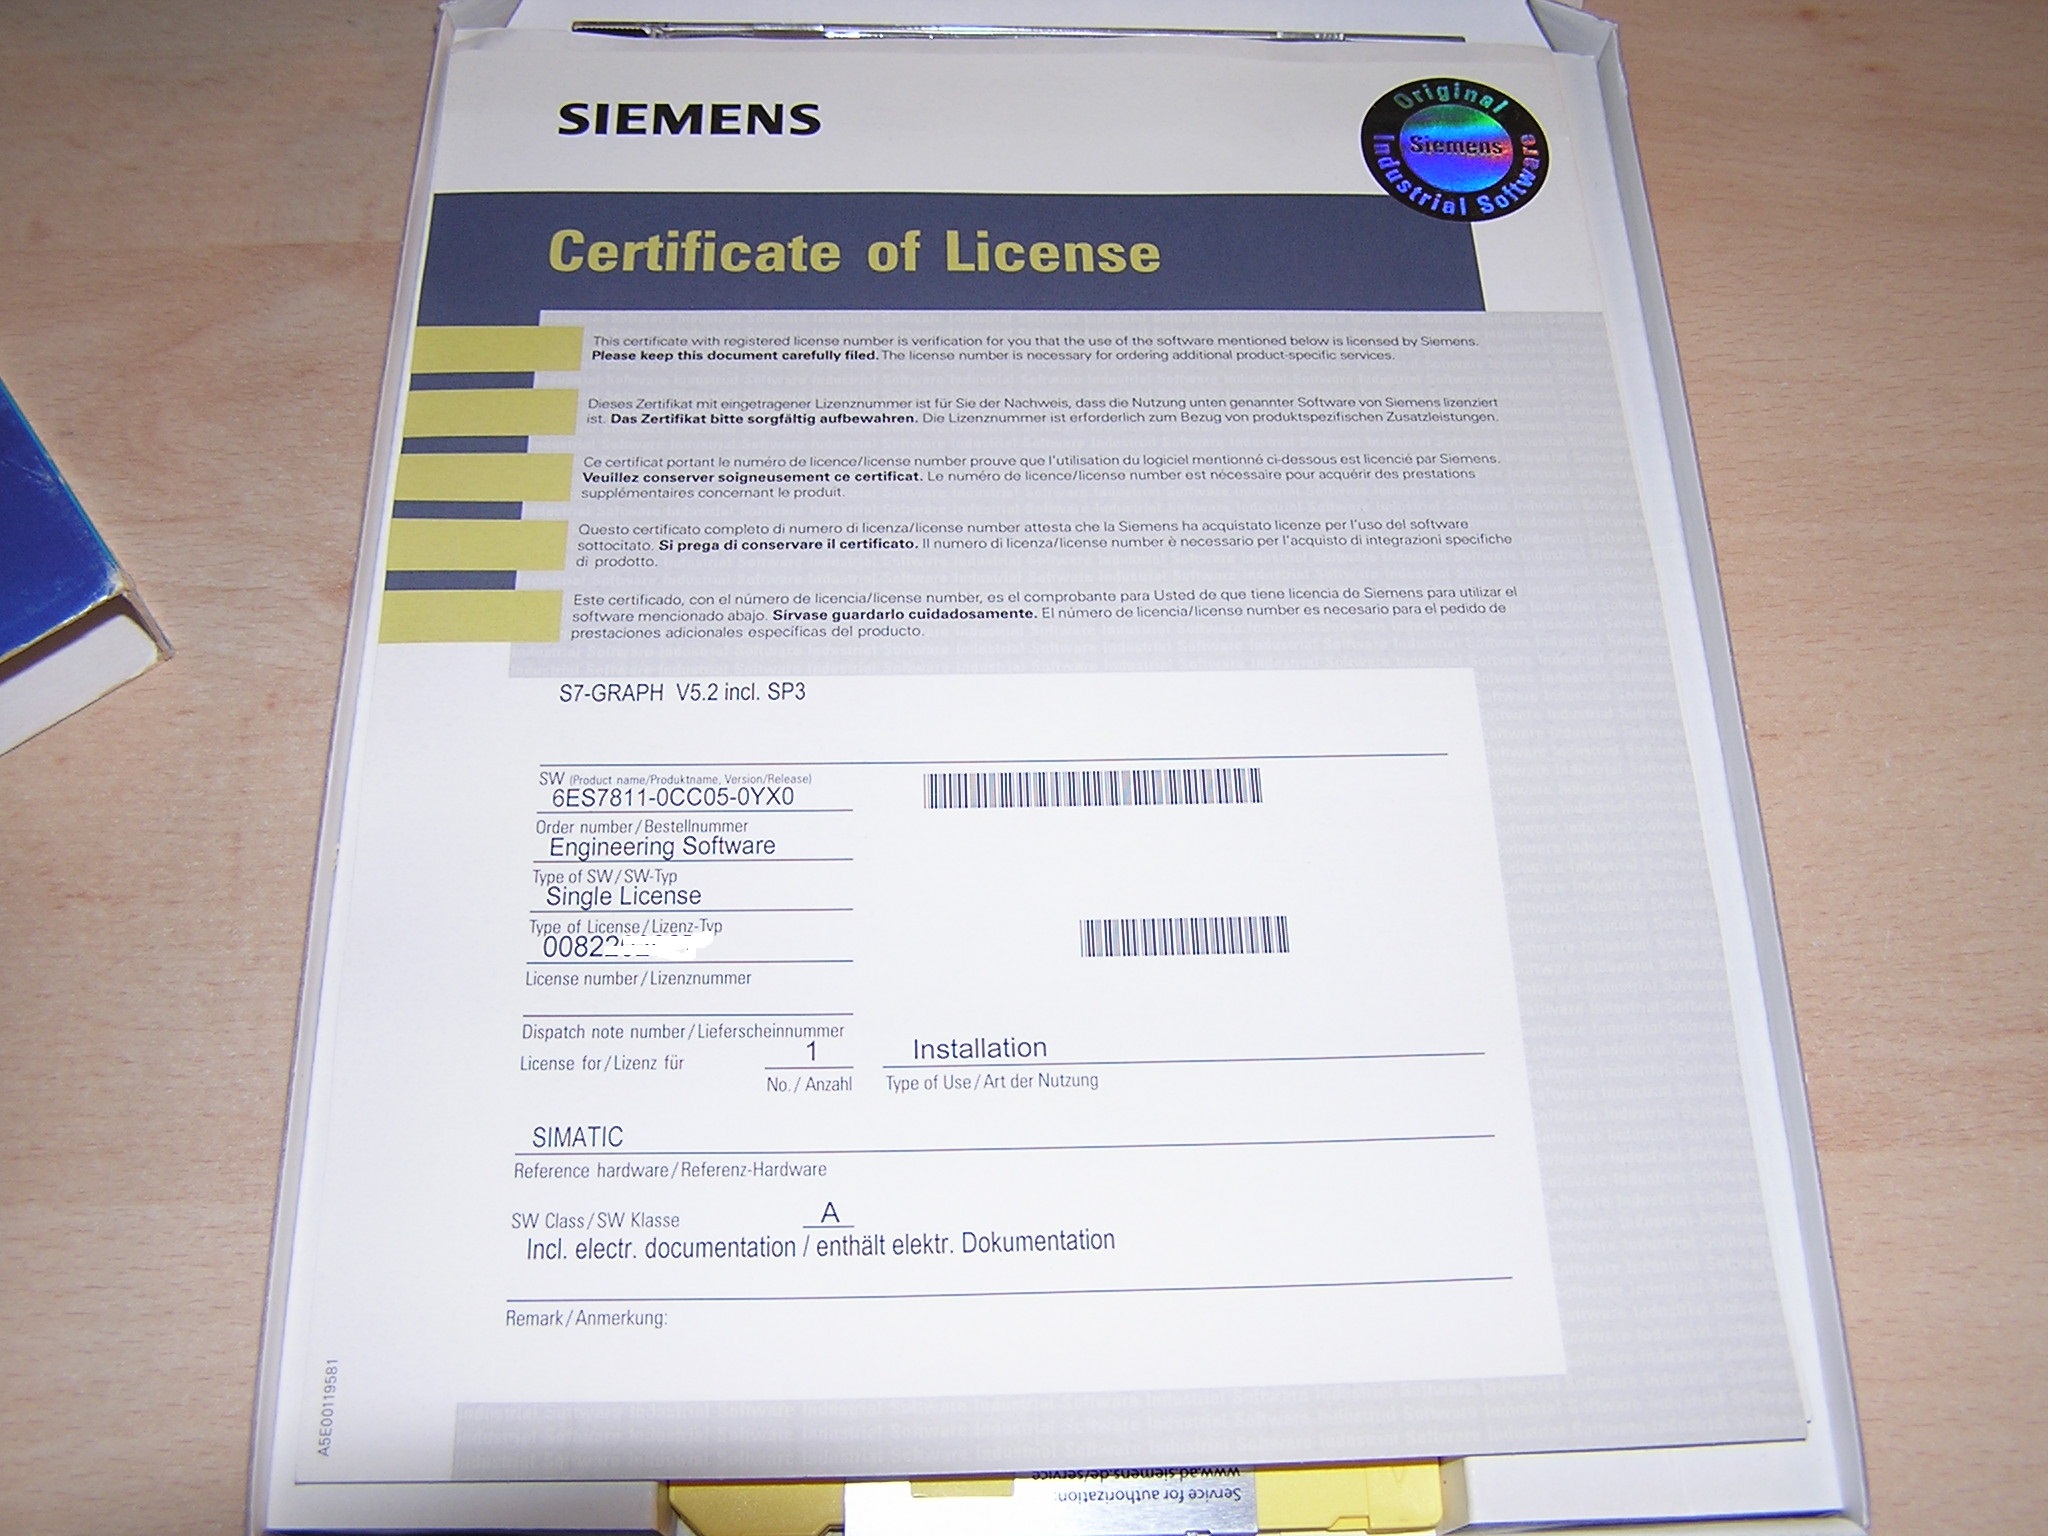 SIEMENS
Original
Siemens
Industrial Software
Certificate of License
This certificate with registered license number is verification for you that the use of the software mentioned below is licensed by Siemens.
Please keep this document carefully filed. The license number is necessary for ordering additional product-specific services.
Dieses Zertifikat mit eingetragener Lizenznummer ist für Sie der Nachweis, dass die Nutzung unten genannter Software von Siemens lizenziert
ist. Das Zertifikat bitte sorgfältig aufbewahren. Die Lizenznummer ist erforderlich zum Bezug von produktspezifischen Zusatzleistungen.
Ce certificat portant le numéro de licence/license number prouve que l'utilisation du logiciel mentionné ci-dessous est licencié par Siemens.
Veuillez conserver soigneusement ce certificat. Le numéro de licence/license number est nécessaire pour acquérir des prestations
supplémentaires concernant le produit.
Questo certificato completo di numero di licenza/license number attesta che la Siemens ha acquistato licenze per l'uso del software
sottocitato. Si prega di conservare il certificato. Il numero di licenza/license number è necessario per l'acquisto di integrazioni specifiche
di prodotto.
Este certificado, con el número de licencia/license number, es el comprobante para Usted de que tiene licencia de Siemens para utilizar el
software mencionado abajo. Sírvase guardarlo cuidadosamente. El número de licencia/license number es necesario para el pedido de
prestaciones adicionales específicas del producto.
S7-GRAPH V5.2 incl. SP3
SW (Product name/Produktname, Version/Release)
6ES7811-0CC05-0YX0
Order number/Bestellnummer
Engineering Software
Type of SW/SW-Typ
Single License
Type of License/Lizenz-Typ
00822
License number/Lizenznummer
Dispatch note number/Lieferscheinnummer
License for/Lizenz für 1 Installation
No./Anzahl Type of Use/Art der Nutzung
SIMATIC
Reference hardware/Referenz-Hardware
SW Class/SW Klasse A
Incl. electr. documentation / enthält elektr. Dokumentation
Remark/Anmerkung:
A5E00119581
Service for authorization:
www.ad.siemens.de/service